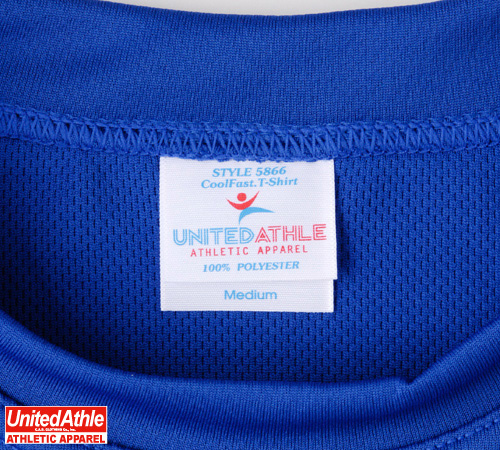 STYLE 5866
CoolFast.T-Shirt
UNITEDATHLE
ATHLETIC APPAREL
100% POLYESTER
Medium
UnitedAthle
ATHLETIC APPAREL